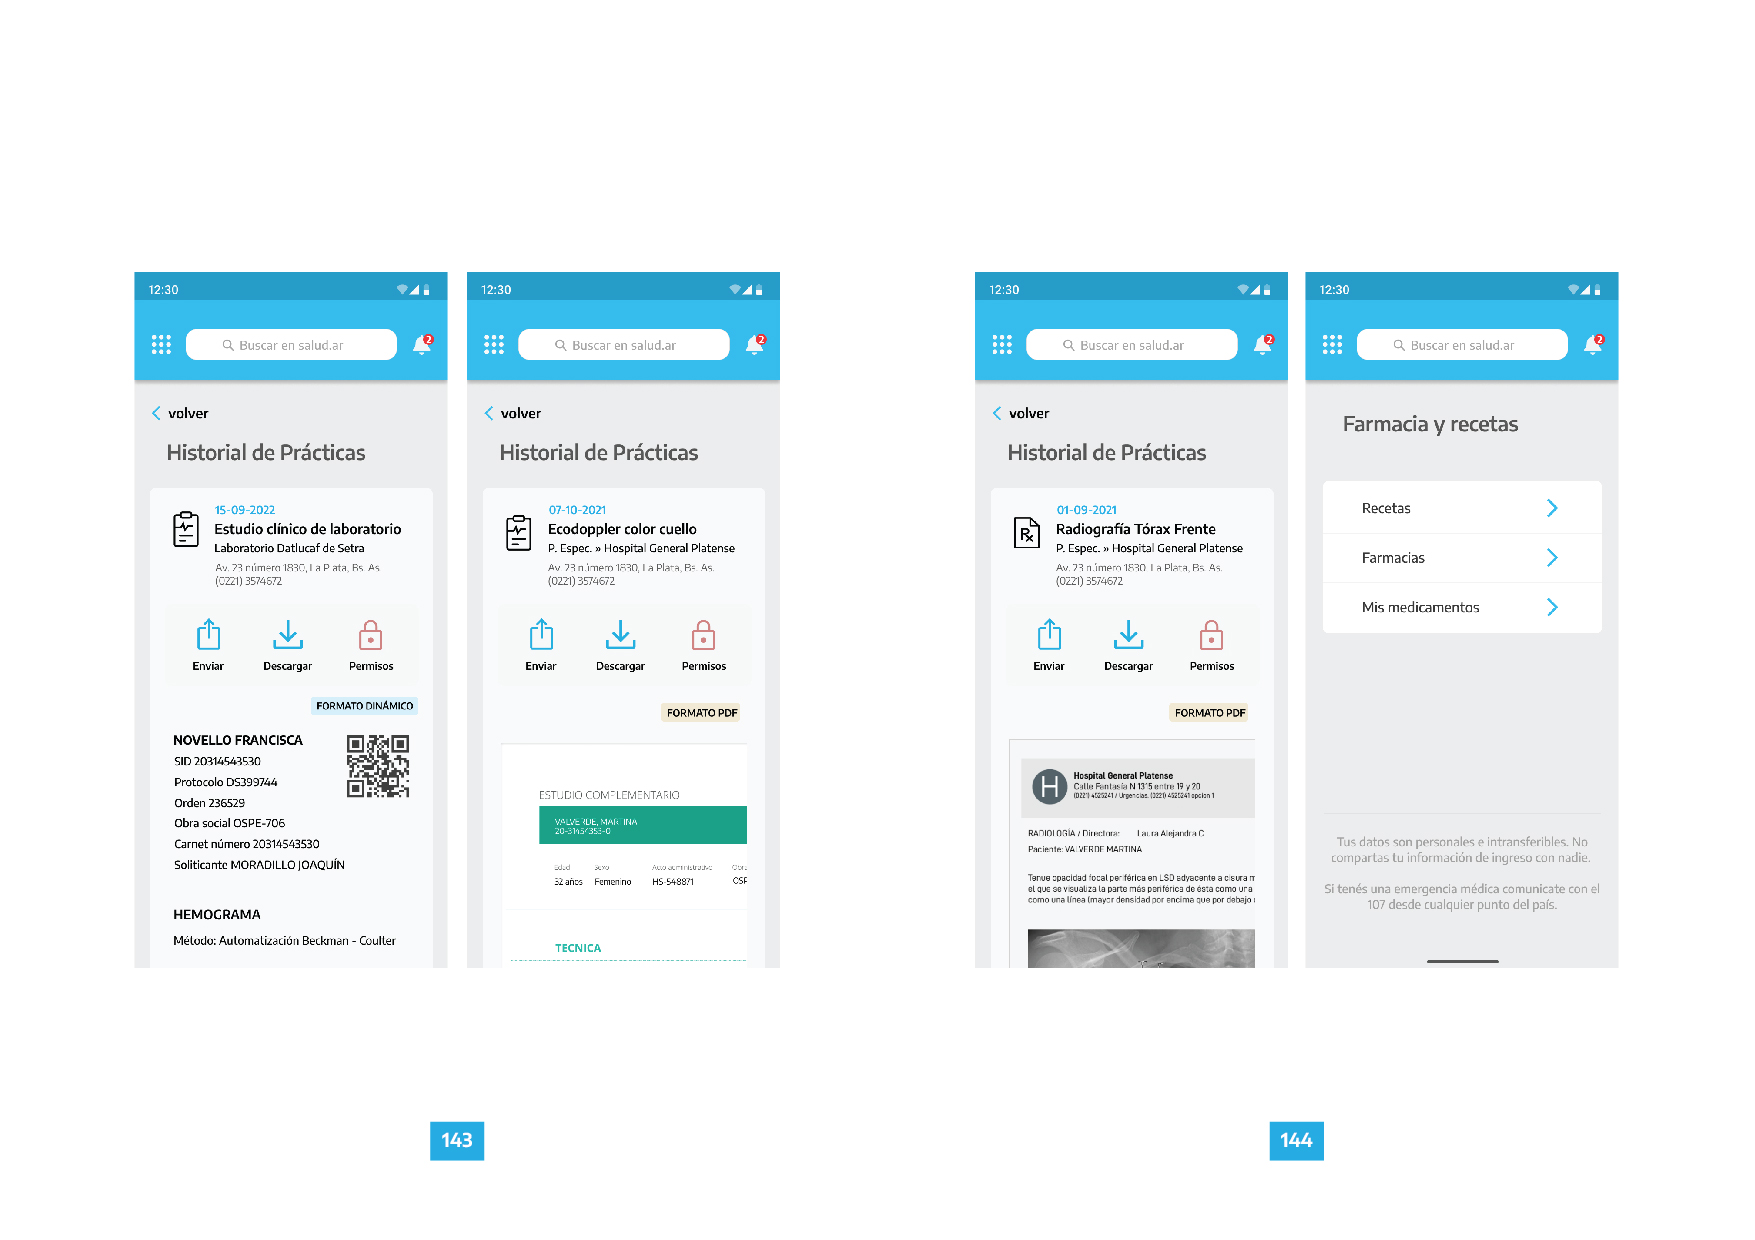 12:30
Buscar en salud.ar
2
volver
Historial de Prácticas
15-09-2022
Estudio clínico de laboratorio
Laboratorio Datlucaf de Setra
Av. 23 número 1830, La Plata, Bs. As.
(0221) 3574672
Enviar Descargar Permisos
FORMATO DINÁMICO
NOVELLO FRANCISCA
SID 20314543530
Protocolo DS399744
Orden 236529
Obra social OSPE-706
Carnet número 20314543530
Soliticante MORADILLO JOAQUÍN
HEMOGRAMA
Método: Automatización Beckman - Coulter
12:30
Buscar en salud.ar
2
volver
Historial de Prácticas
07-10-2021
Ecodoppler color cuello
P. Espec. » Hospital General Platense
Av. 23 número 1830, La Plata, Bs. As.
(0221) 3574672
Enviar Descargar Permisos
FORMATO PDF
ESTUDIO COMPLEMENTARIO
VALVERDE, MARTINA
20-31454353-0
Edad Sexo Acto administrativo Obra
32 años Femenino HS-548871 OSP
TECNICA
143
12:30
Buscar en salud.ar
2
volver
Historial de Prácticas
01-09-2021
Radiografía Tórax Frente
P. Espec. » Hospital General Platense
Av. 23 número 1830, La Plata, Bs. As.
(0221) 3574672
Enviar Descargar Permisos
FORMATO PDF
H
Hospital General Platense
Calle Fantasía N 1315 entre 19 y 20
(0221) 4525241 / Urgencias. (0221) 4525241 opcion 1
RADIOLOGÍA / Directora: Laura Alejandra C
Paciente: VALVERDE MARTINA
Tenue opacidad focal periférica en LSD adyacente a cisura m
el que se visualiza la parte más periférica de ésta como una
como una línea (mayor densidad por encima que por debajo
12:30
Buscar en salud.ar
2
Farmacia y recetas
Recetas
Farmacias
Mis medicamentos
Tus datos son personales e intransferibles. No
compartas tu información de ingreso con nadie.
Si tenés una emergencia médica comunicate con el
107 desde cualquier punto del país.
144